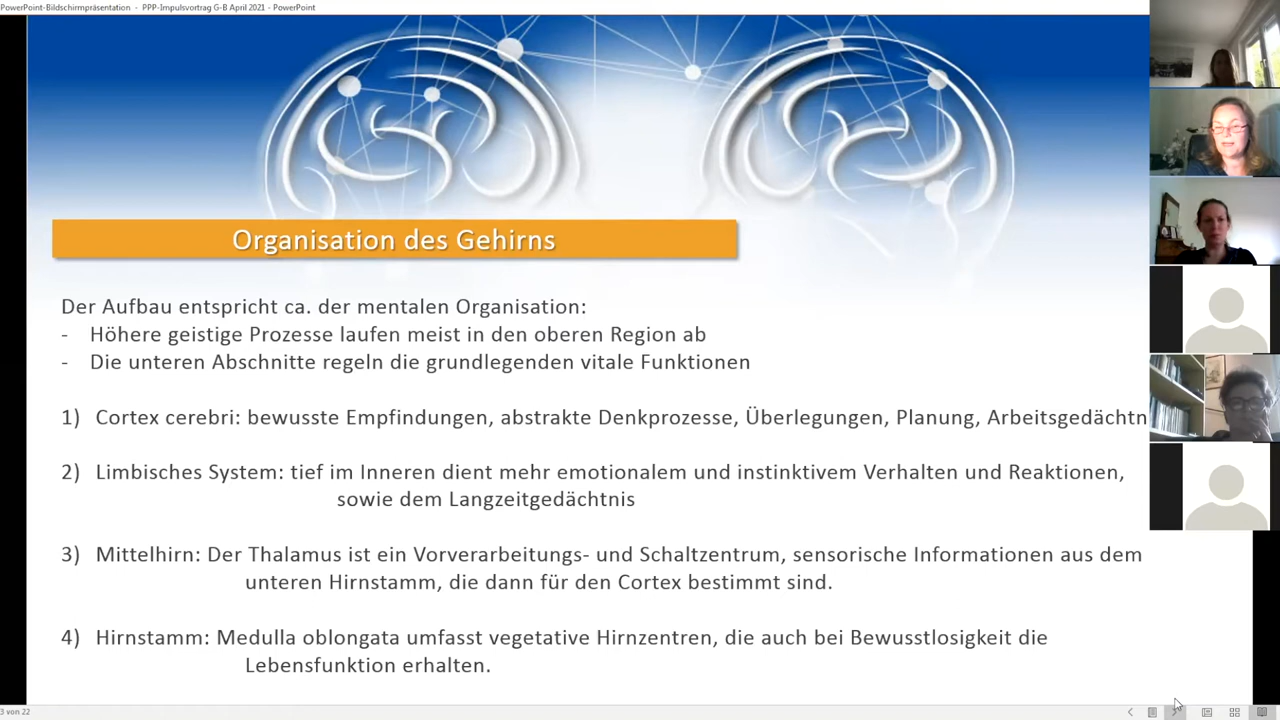 PowerPoint-Bildschirmpräsentation - PPP-Impulsvortrag G-B April 2021 - PowerPoint
Organisation des Gehirns
Der Aufbau entspricht ca. der mentalen Organisation:
- Höhere geistige Prozesse laufen meist in den oberen Region ab
- Die unteren Abschnitte regeln die grundlegenden vitale Funktionen
1) Cortex cerebri: bewusste Empfindungen, abstrakte Denkprozesse, Überlegungen, Planung, Arbeitsgedächtn
2) Limbisches System: tief im Inneren dient mehr emotionalem und instinktivem Verhalten und Reaktionen,
sowie dem Langzeitgedächtnis
3) Mittelhirn: Der Thalamus ist ein Vorverarbeitungs- und Schaltzentrum, sensorische Informationen aus dem
unteren Hirnstamm, die dann für den Cortex bestimmt sind.
4) Hirnstamm: Medulla oblongata umfasst vegetative Hirnzentren, die auch bei Bewusstlosigkeit die
Lebensfunktion erhalten.
3 von 22